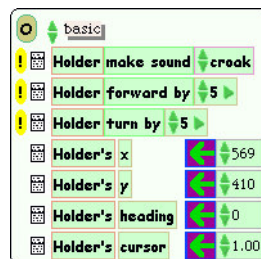 O basic
! Holder make sound croak
! Holder forward by 5
! Holder turn by 5
Holder's x 569
Holder's y 410
Holder's heading 0
Holder's cursor 1.00